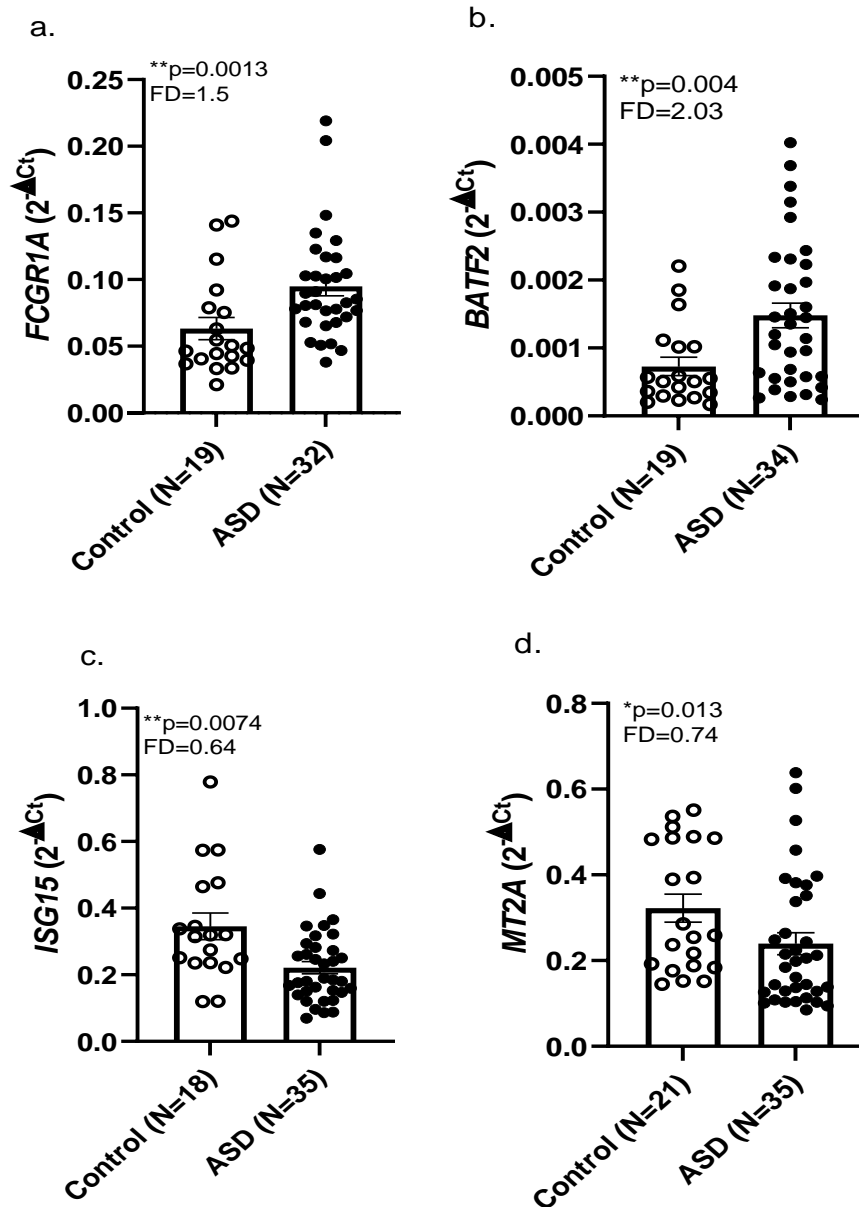 a.
**p=0.0013
FD=1.5
0.25
0.20
0.15
0.10
0.05
0.00
FCGR1A (2-▲Ct)
Control (N=19)
ASD (N=32)
b.
**p=0.004
FD=2.03
0.005
0.004
0.003
0.002
0.001
0.000
BATF2 (2-▲Ct)
Control (N=19)
ASD (N=34)
c.
**p=0.0074
FD=0.64
1.0
0.8
0.6
0.4
0.2
0.0
ISG15 (2-▲Ct)
Control (N=18)
ASD (N=35)
d.
*p=0.013
FD=0.74
0.8
0.6
0.4
0.2
0.0
MT2A (2-▲Ct)
Control (N=21)
ASD (N=35)